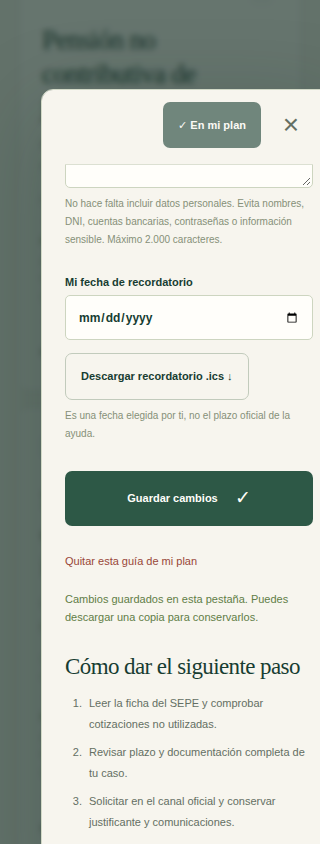 Pensión no
contributiva de
✓ En mi plan
✕
No hace falta incluir datos personales. Evita nombres,
DNI, cuentas bancarias, contraseñas o información
sensible. Máximo 2.000 caracteres.
Mi fecha de recordatorio
mm/dd/yyyy
Descargar recordatorio .ics ↓
Es una fecha elegida por ti, no el plazo oficial de la
ayuda.
Guardar cambios ✓
Quitar esta guía de mi plan
Cambios guardados en esta pestaña. Puedes
descargar una copia para conservarlos.
Cómo dar el siguiente paso
1. Leer la ficha del SEPE y comprobar
cotizaciones no utilizadas.
2. Revisar plazo y documentación completa de
tu caso.
3. Solicitar en el canal oficial y conservar
justificante y comunicaciones.